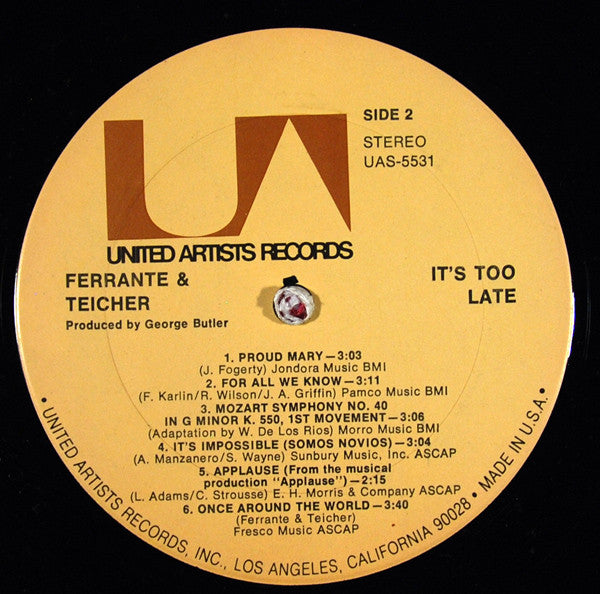 UA
UNITED ARTISTS RECORDS
SIDE 2
STEREO
UAS-5531
FERRANTE &
TEICHER
Produced by George Butler
IT'S TOO
LATE
1. PROUD MARY—3:03
(J. Fogerty) Jondora Music BMI
2. FOR ALL WE KNOW—3:11
(F. Karlin/R. Wilson/J. A. Griffin) Pamco Music BMI
3. MOZART SYMPHONY NO. 40
IN G MINOR K. 550, 1ST MOVEMENT—3:06
(Adaptation by W. De Los Rios) Morro Music BMI
4. IT'S IMPOSSIBLE (SOMOS NOVIOS)—3:04
(A. Manzanero/S. Wayne) Sunbury Music, Inc. ASCAP
5. APPLAUSE (From the musical
production "Applause")—2:15
(L. Adams/C. Strousse) E. H. Morris & Company ASCAP
6. ONCE AROUND THE WORLD—3:40
(Ferrante & Teicher)
Fresco Music ASCAP
• UNITED ARTISTS RECORDS, INC., LOS ANGELES, CALIFORNIA 90028 • MADE IN U.S.A. •